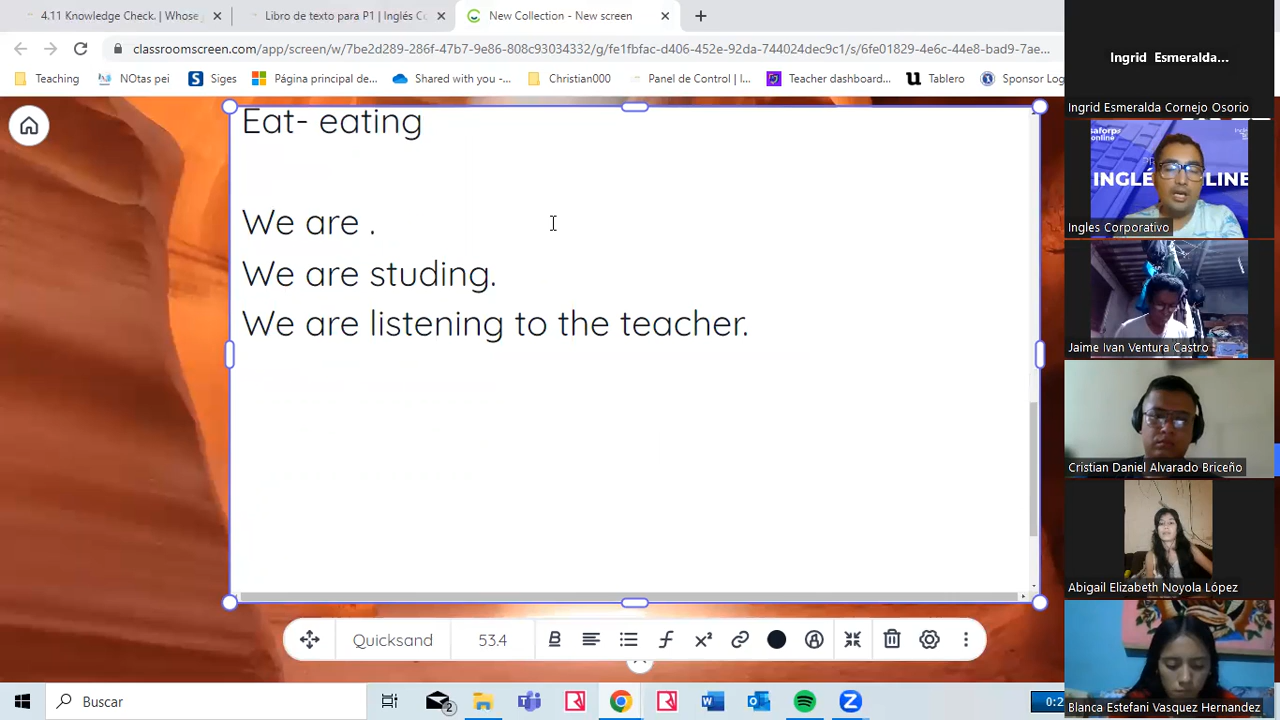 4.11 Knowledge Check. | Whose
Libro de texto para P1 | Inglés C
New Collection - New screen
classroomscreen.com/app/screen/w/7be2d289-286f-47b7-9e86-808c93034332/g/fe1fbfac-d406-452e-92da-744024dec9c1/s/6fe01829-4e6c-44e8-bad9-7ae...
Teaching
NOtas pei
Siges
Página principal de...
Shared with you -...
Christian000
Panel de Control | I...
Teacher dashboard...
Tablero
Sponsor Log
Eat- eating
We are .
We are studing.
We are listening to the teacher.
Quicksand
53.4
Buscar
2
0:2
Ingrid Esmeralda...
Ingrid Esmeralda Cornejo Osorio
INGLÉ
LINE
Ingles Corporativo
Jaime Ivan Ventura Castro
Cristian Daniel Alvarado Briceño
Abigail Elizabeth Noyola López
Blanca Estefani Vasquez Hernandez